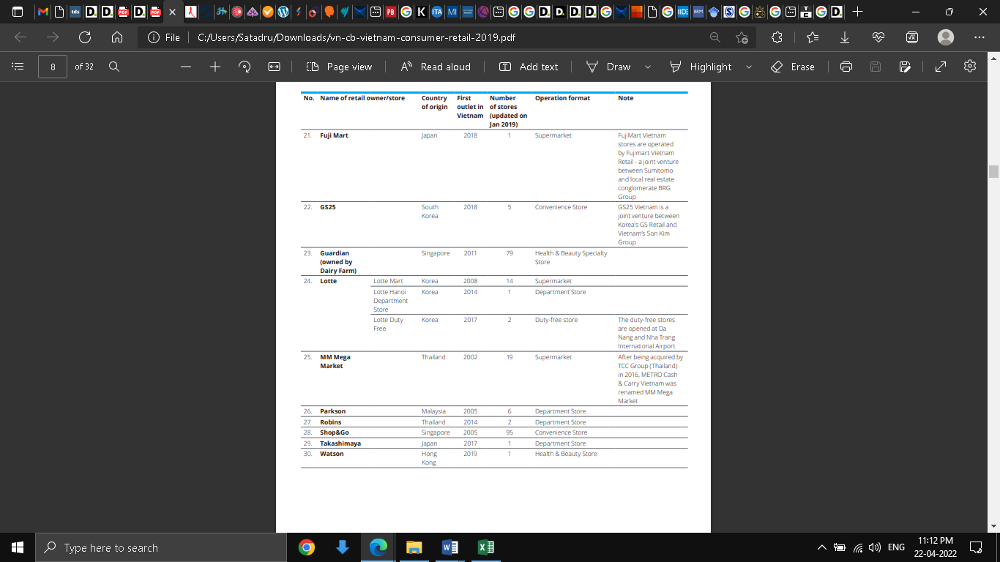 File C:/Users/Satadru/Downloads/vn-cb-vietnam-consumer-retail-2019.pdf
8 of 32 Page view Read aloud Add text Draw Highlight Erase
No. Name of retail owner/store Country of origin First outlet in Vietnam Number of stores (updated on Jan 2019) Operation format Note
21. Fuji Mart Japan 2018 1 Supermarket FujiMart Vietnam
stores are operated
by Fujimart Vietnam
Retail - a joint venture
between Sumitomo
and local real estate
conglomerate BRG
Group
22. GS25 South Korea 2018 5 Convenience Store GS25 Vietnam is a
joint venture between
Korea's GS Retail and
Vietnam's Son Kim
Group
23. Guardian (owned by Dairy Farm) Singapore 2011 79 Health & Beauty Specialty Store
24. Lotte Lotte Mart Korea 2008 14 Supermarket
Lotte Hanoi Department Store Korea 2014 1 Department Store
Lotte Duty Free Korea 2017 2 Duty-free store The duty-free stores
are opened at Da
Nang and Nha Trang
International Airport
25. MM Mega Market Thailand 2002 19 Supermarket After being acquired by
TCC Group (Thailand)
in 2016, METRO Cash
& Carry Vietnam was
renamed MM Mega
Market
26. Parkson Malaysia 2005 6 Department Store
27. Robins Thailand 2014 2 Department Store
28. Shop&Go Singapore 2005 95 Convenience Store
29. Takashimaya Japan 2017 1 Department Store
30. Watson Hong Kong 2019 1 Health & Beauty Store
Type here to search
ENG
11:12 PM
22-04-2022